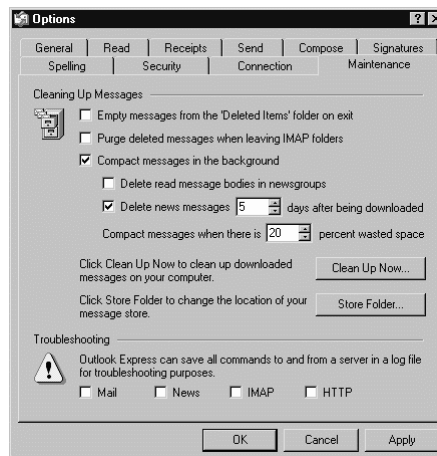 Options
General Read Receipts Send Compose Signatures
Spelling Security Connection Maintenance
Cleaning Up Messages
Empty messages from the 'Deleted Items' folder on exit
Purge deleted messages when leaving IMAP folders
Compact messages in the background
Delete read message bodies in newsgroups
Delete news messages 5 days after being downloaded
Compact messages when there is 20 percent wasted space
Click Clean Up Now to clean up downloaded
messages on your computer.
Clean Up Now...
Click Store Folder to change the location of your
message store.
Store Folder...
Troubleshooting
Outlook Express can save all commands to and from a server in a log file
for troubleshooting purposes.
Mail News IMAP HTTP
OK Cancel Apply